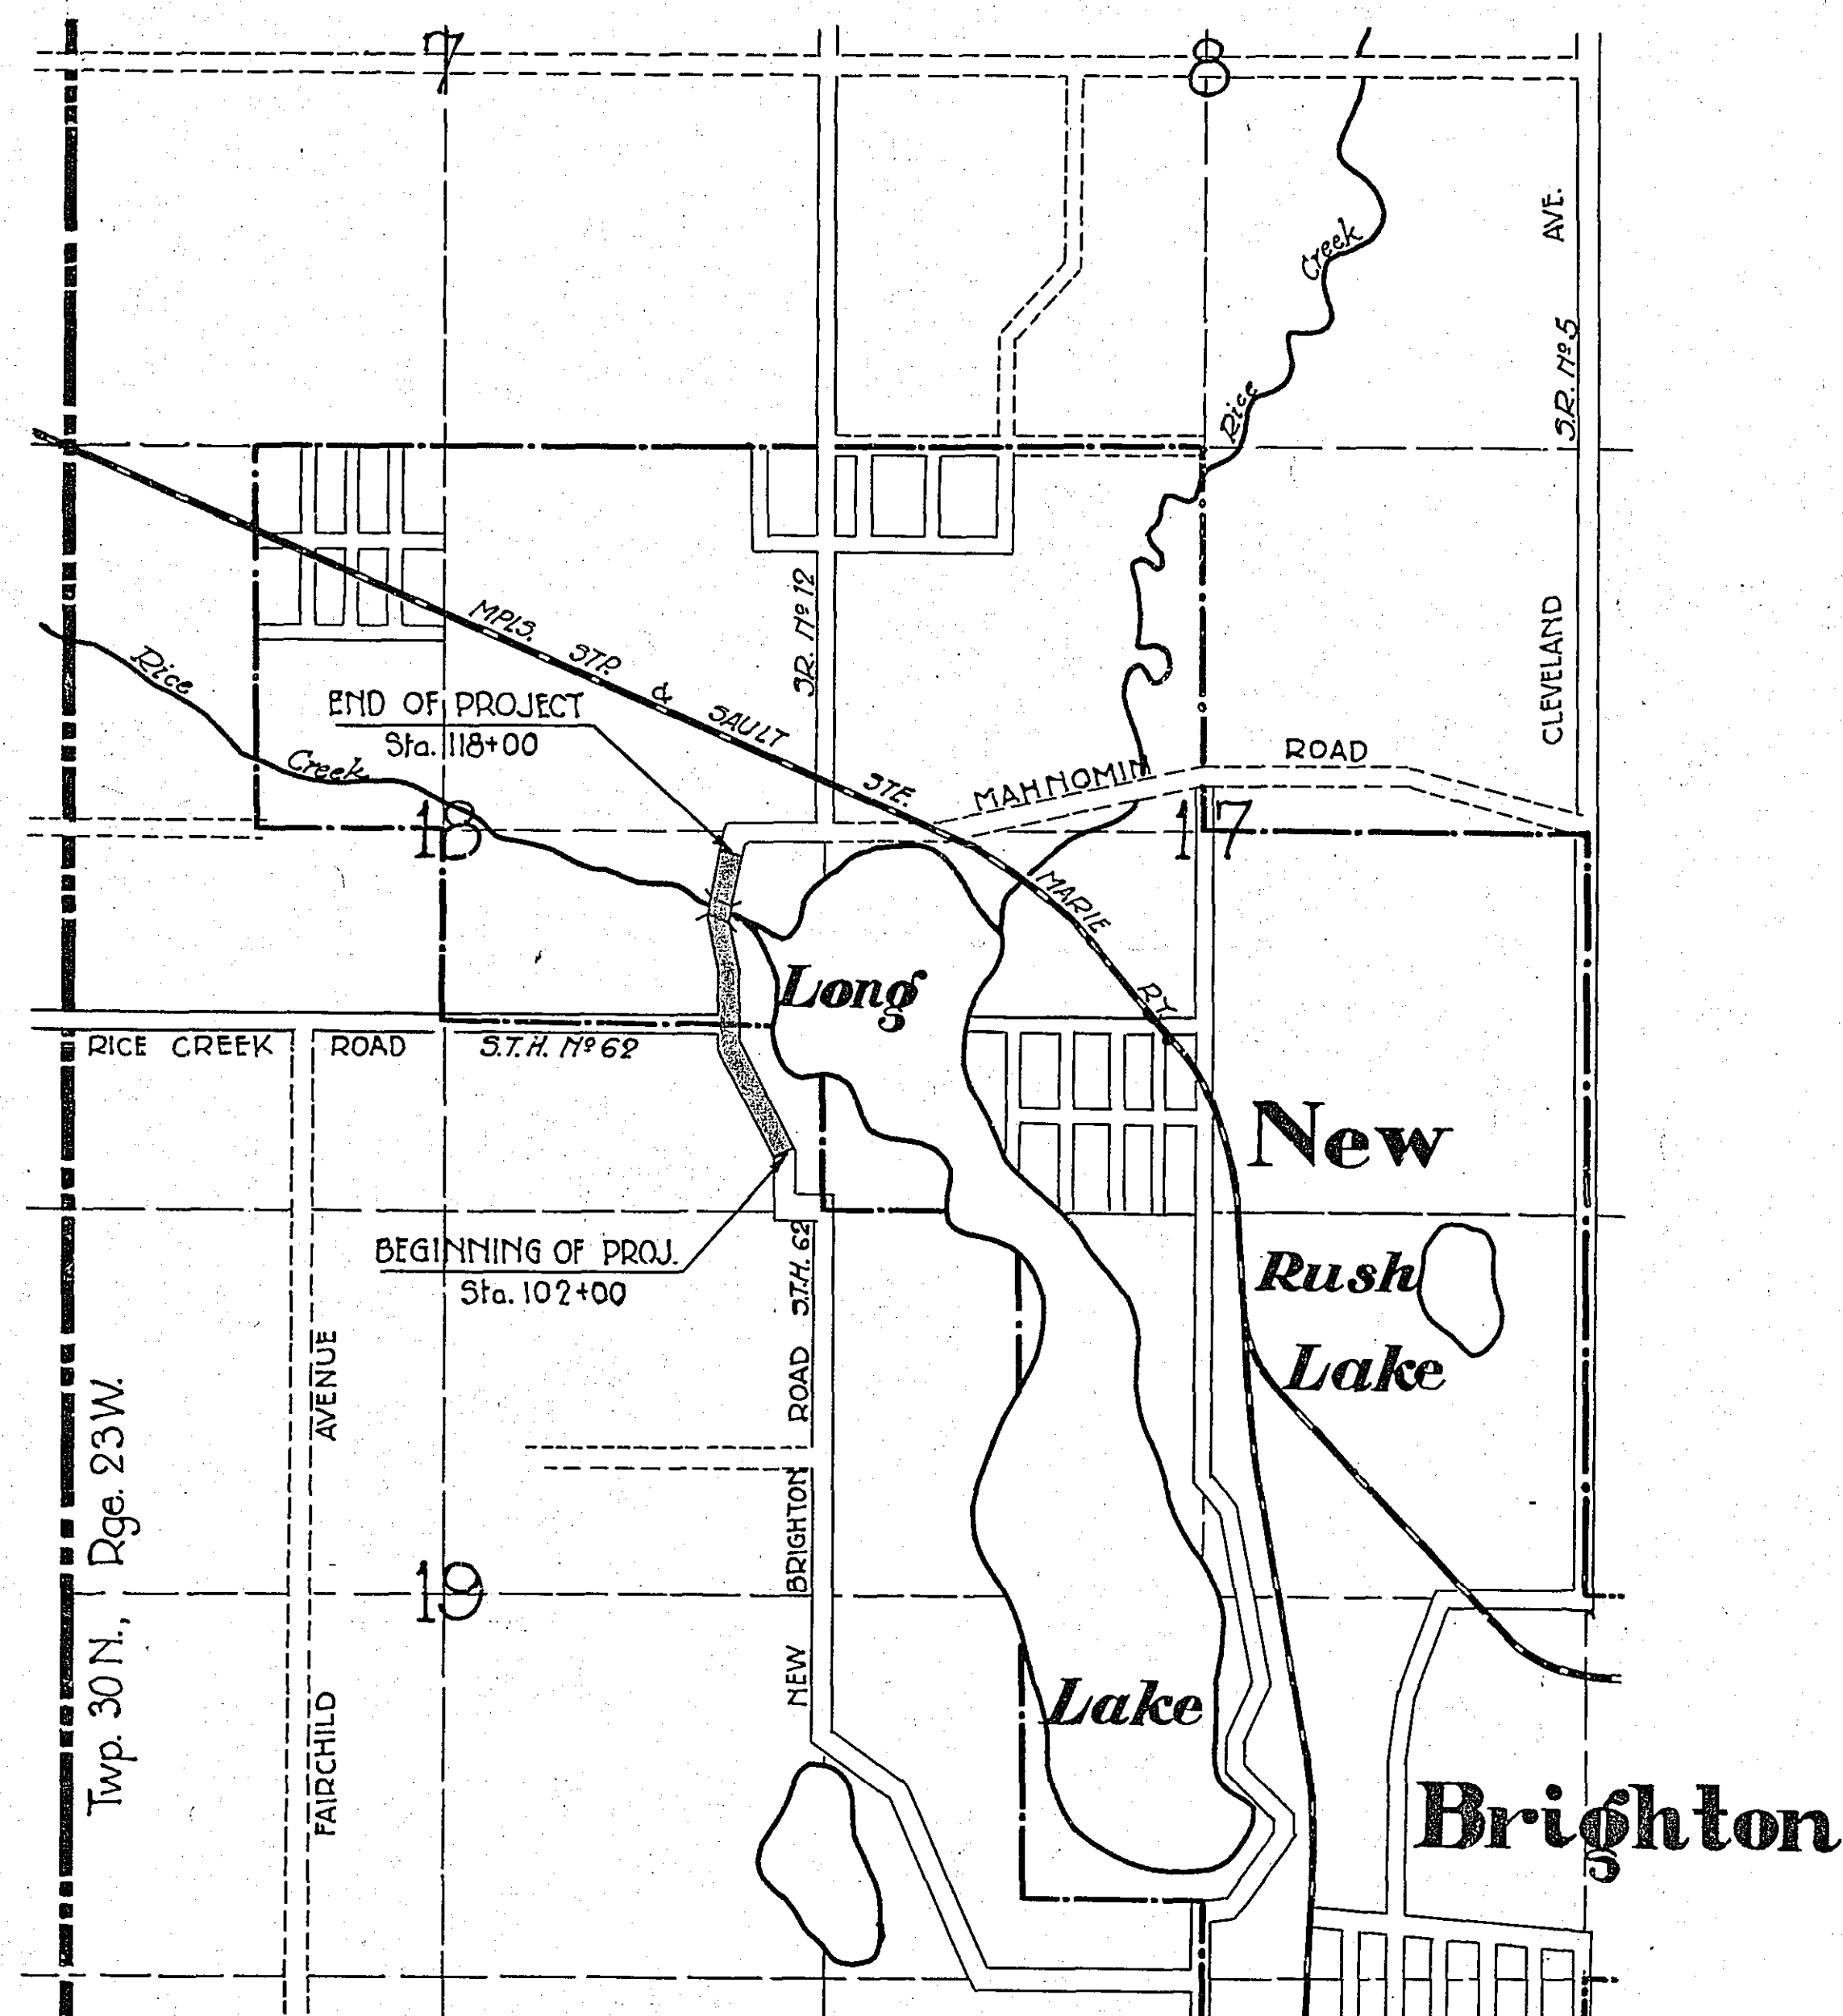 7
8
Creek
AVE.
S.R. Nº 5
Rice
MPLS. STP. & SAULT STE. MARIE RY.
S.R. Nº 12
CLEVELAND
Rice
Creek
END OF PROJECT
Sta. 118+00
MAHNOMIN ROAD
18
17
Long
RICE CREEK ROAD S.T.H. Nº 62
New
BEGINNING OF PROJ.
Sta. 102+00
Rush
Lake
NEW BRIGHTON ROAD S.T.H. 62
FAIRCHILD AVENUE
Twp. 30N., Rge. 23W.
19
Lake
Brighton